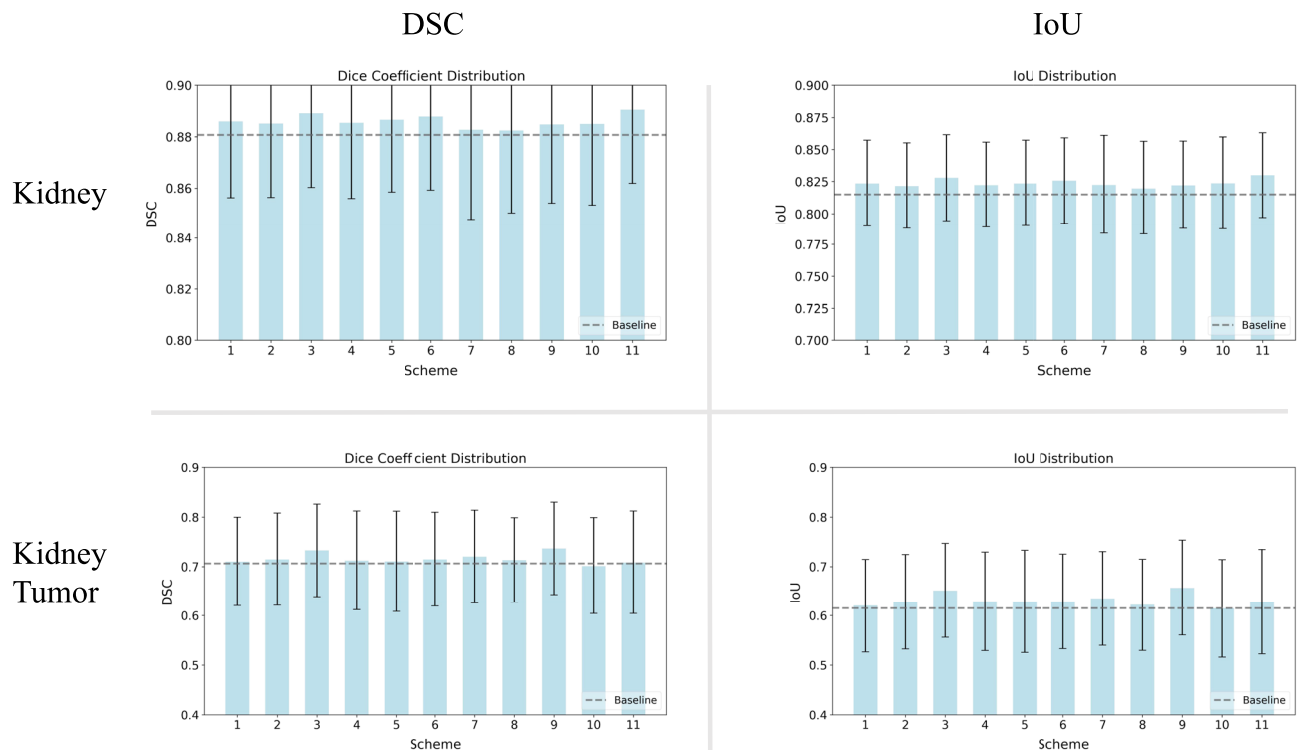 DSC
IoU
Kidney
Dice Coefficient Distribution
0.90
0.88
0.86
0.84
0.82
0.80
DSC
Baseline
1 2 3 4 5 6 7 8 9 10 11
Scheme
IoU Distribution
0.900
0.875
0.850
0.825
0.800
0.775
0.750
0.725
0.700
IoU
Baseline
1 2 3 4 5 6 7 8 9 10 11
Scheme
Kidney
Tumor
Dice Coefficient Distribution
0.9
0.8
0.7
0.6
0.5
0.4
DSC
Baseline
1 2 3 4 5 6 7 8 9 10 11
Scheme
IoU Distribution
0.9
0.8
0.7
0.6
0.5
0.4
IoU
Baseline
1 2 3 4 5 6 7 8 9 10 11
Scheme